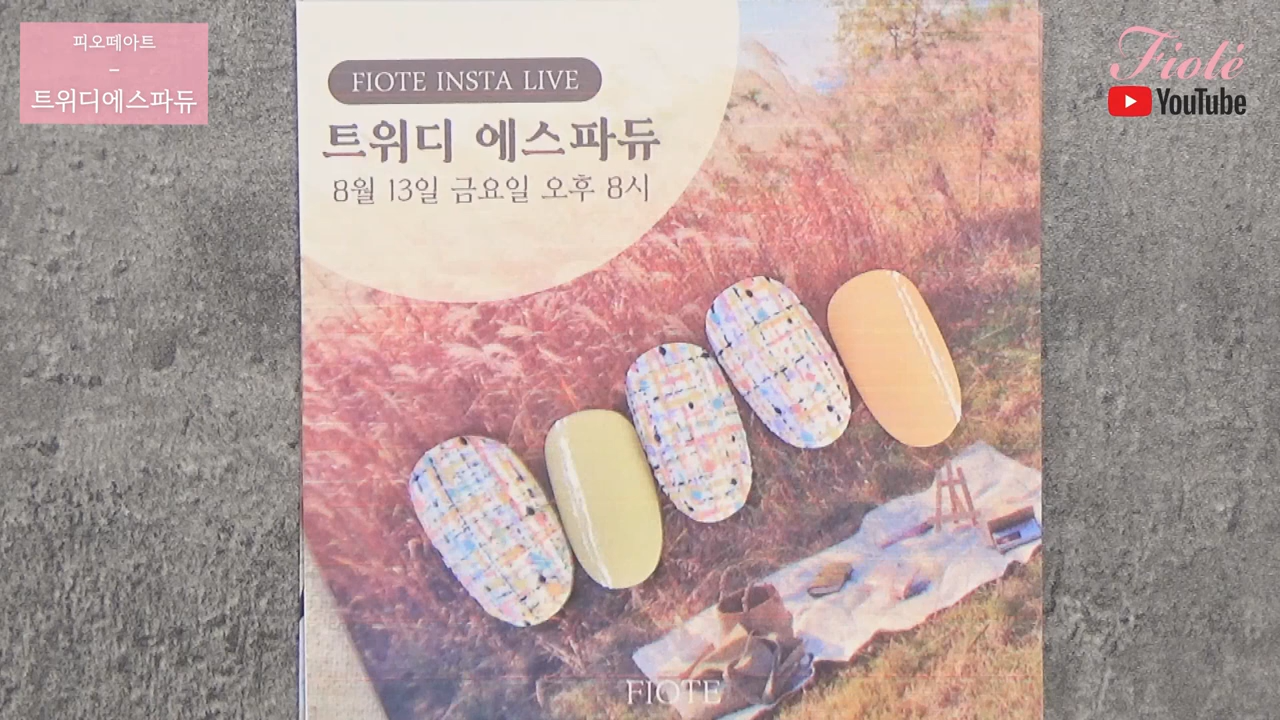 피오떼아트
–
트위디에스파듀
Fiolé
YouTube
FIOTE INSTA LIVE
트위디 에스파듀
8월 13일 금요일 오후 8시
FIOTE